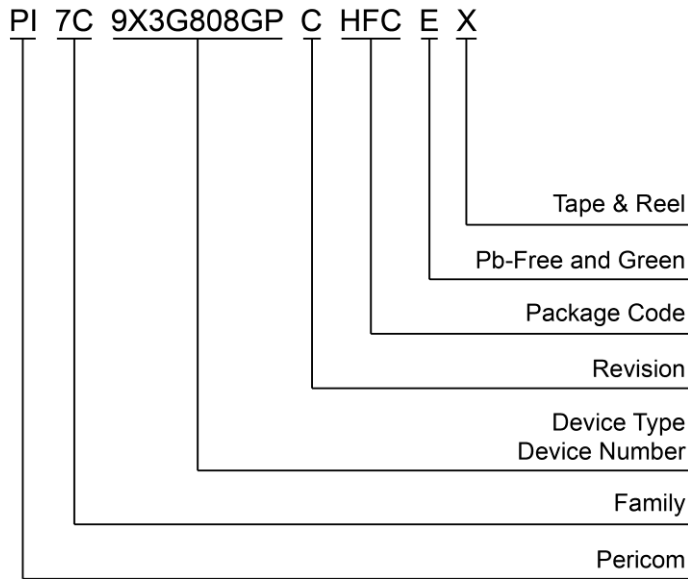 PI 7C 9X3G808GP C HFC E X
Tape & Reel
Pb-Free and Green
Package Code
Revision
Device Type
Device Number
Family
Pericom